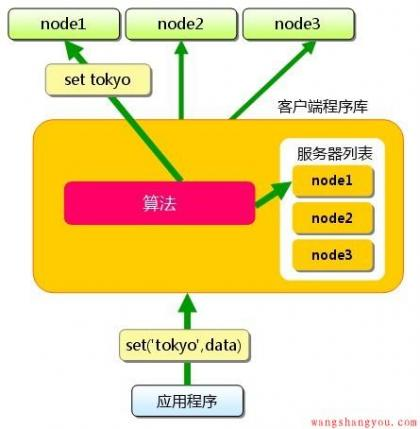 node1 node2 node3
set tokyo
客户端程序库
服务器列表
node1
算法
node2
node3
set('tokyo',data)
应用程序
wangshangyou.com